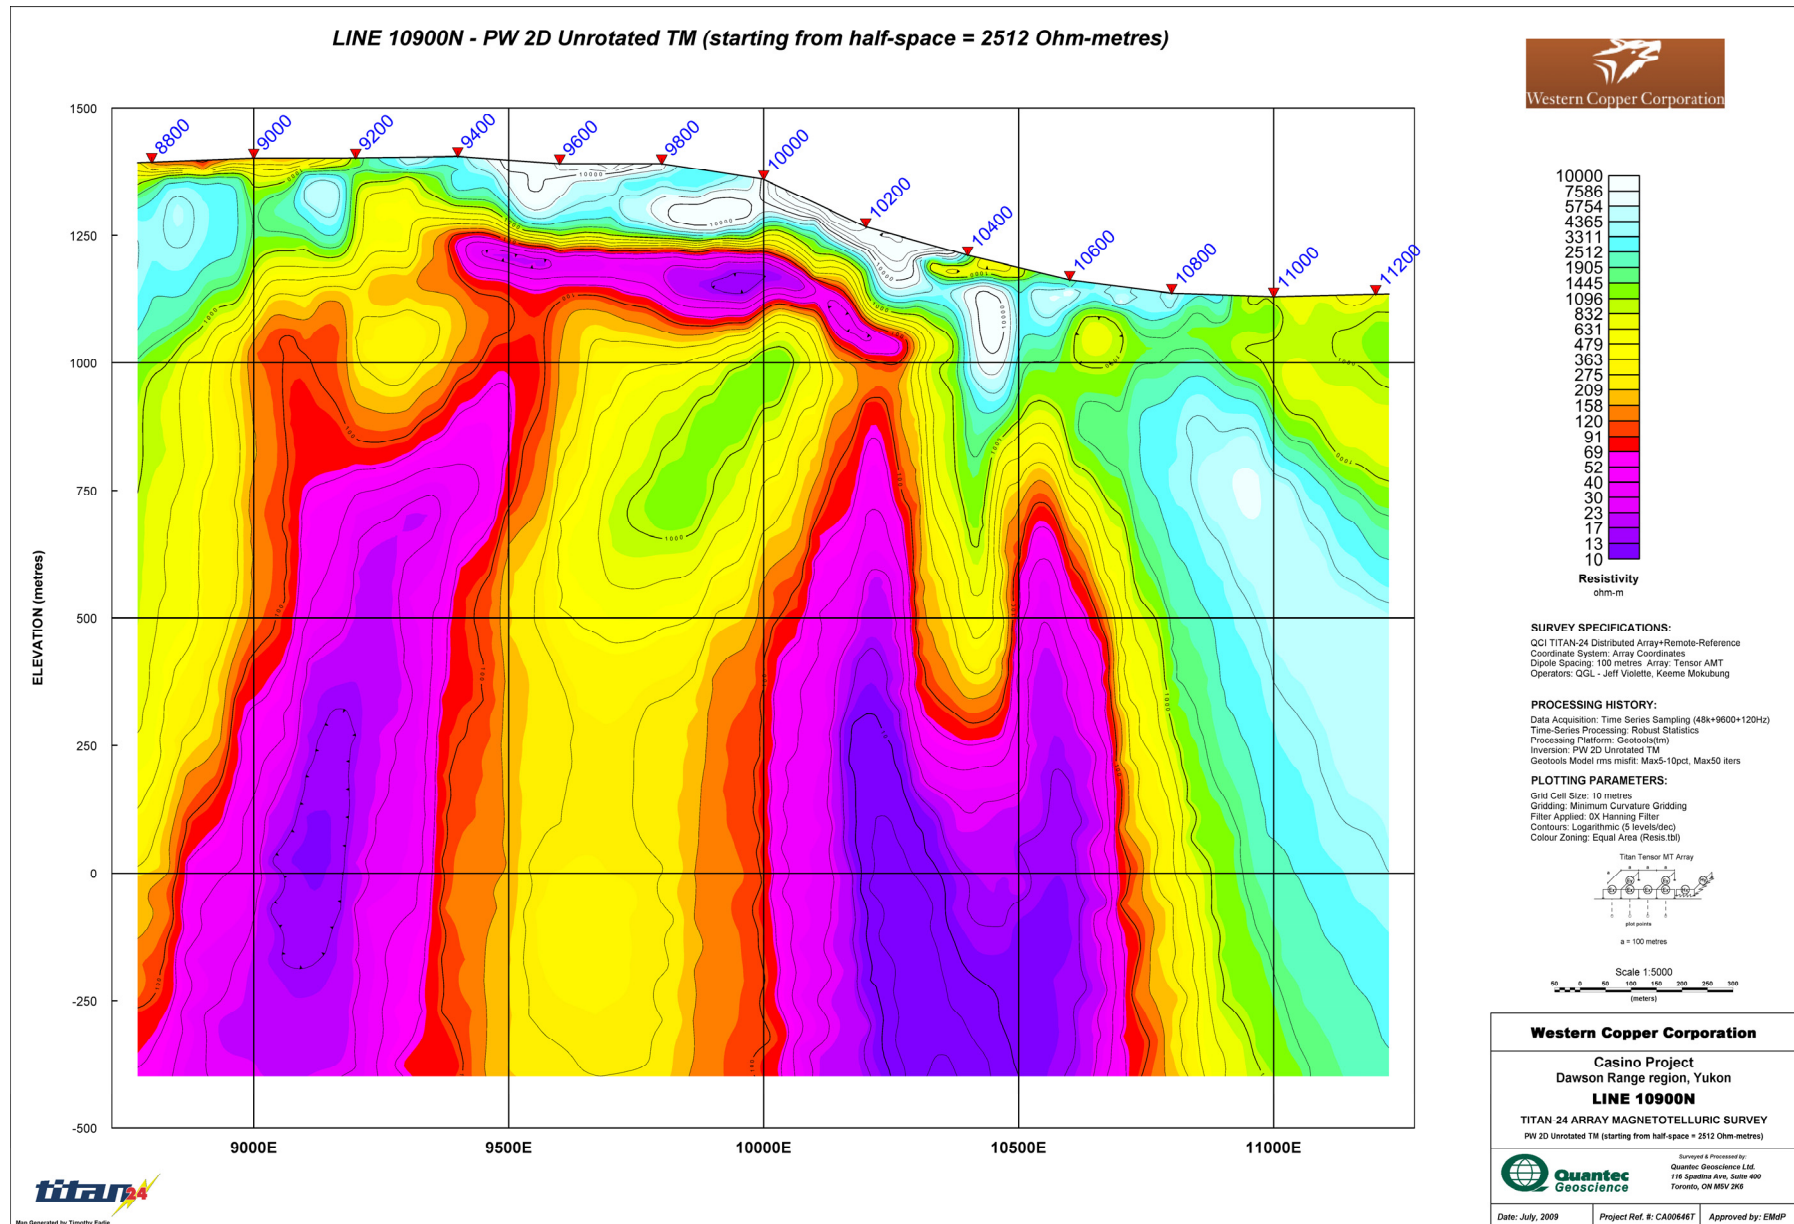 LINE 10900N - PW 2D Unrotated TM (starting from half-space = 2512 Ohm-metres)
Western Copper Corporation
1500
1250
1000
750
500
250
0
-250
-500
ELEVATION (metres)
8800
9000
9200
9400
9600
9800
10000
10200
10400
10600
10800
11000
11200
9000E
9500E
10000E
10500E
11000E
10000
7586
5754
4365
3311
2512
1905
1445
1096
832
631
479
363
275
209
158
120
91
69
52
40
30
23
17
13
10
Resistivity
ohm-m
SURVEY SPECIFICATIONS:
QCI TITAN-24 Distributed Array+Remote-Reference
Coordinate System: Array Coordinates
Dipole Spacing: 100 metres Array: Tensor AMT
Operators: QGL - Jeff Violette, Keeme Mokubung
PROCESSING HISTORY:
Data Acquisition: Time Series Sampling (48k+9600+120Hz)
Time-Series Processing: Robust Statistics
Processing Platform: Geotools(tm)
Inversion: PW 2D Unrotated TM
Geotools Model rms misfit: Max5-10pct, Max50 iters
PLOTTING PARAMETERS:
Grid Cell Size: 10 metres
Gridding: Minimum Curvature Gridding
Filter Applied: 0X Hanning Filter
Contours: Logarithmic (5 levels/dec)
Colour Zoning: Equal Area (Resis.tbl)
Titan Tensor MT Array
plot points
a = 100 metres
Scale 1:5000
50 0 50 100 150 200 250 300
(meters)
Western Copper Corporation
Casino Project
Dawson Range region, Yukon
LINE 10900N
TITAN-24 ARRAY MAGNETOTELLURIC SURVEY
PW 2D Unrotated TM (starting from half-space = 2512 Ohm-metres)
Quantec
Geoscience
Surveyed & Processed by:
Quantec Geoscience Ltd.
116 Spadina Ave, Suite 400
Toronto, ON M5V 2K6
Date: July, 2009
Project Ref. #: CA00646T
Approved by: EMdP
titan24
Map Generated by Timothy Eadie